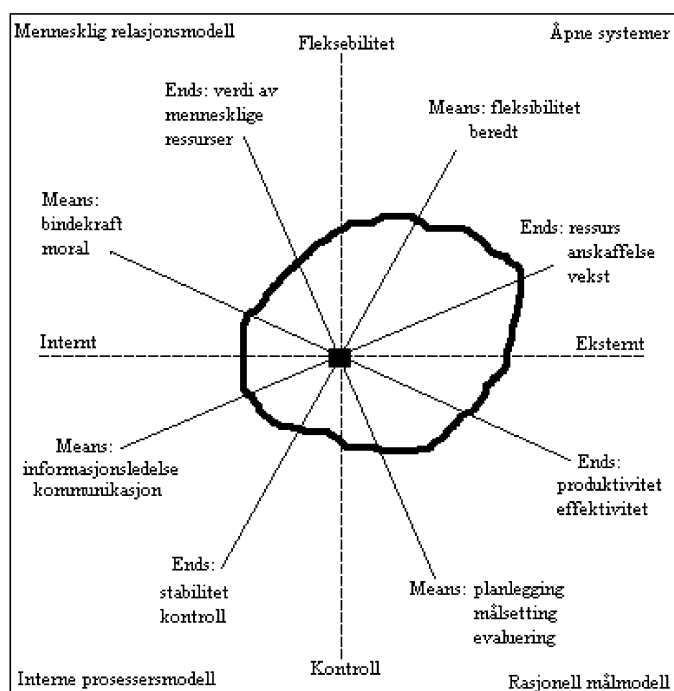 Mennesklig relasjonsmodell
Åpne systemer
Fleksebilitet
Ends: verdi av
mennesklige
ressurser
Means: fleksibilitet
beredt
Means:
bindekraft
moral
Ends: ressurs
anskaffelse
vekst
Internt
Eksternt
Means:
informasjonsledelse
kommunikasjon
Ends:
produktivitet
effektivitet
Ends:
stabilitet
kontroll
Means: planlegging
målsetting
evaluering
Kontroll
Interne prosessersmodell
Rasjonell målmodell